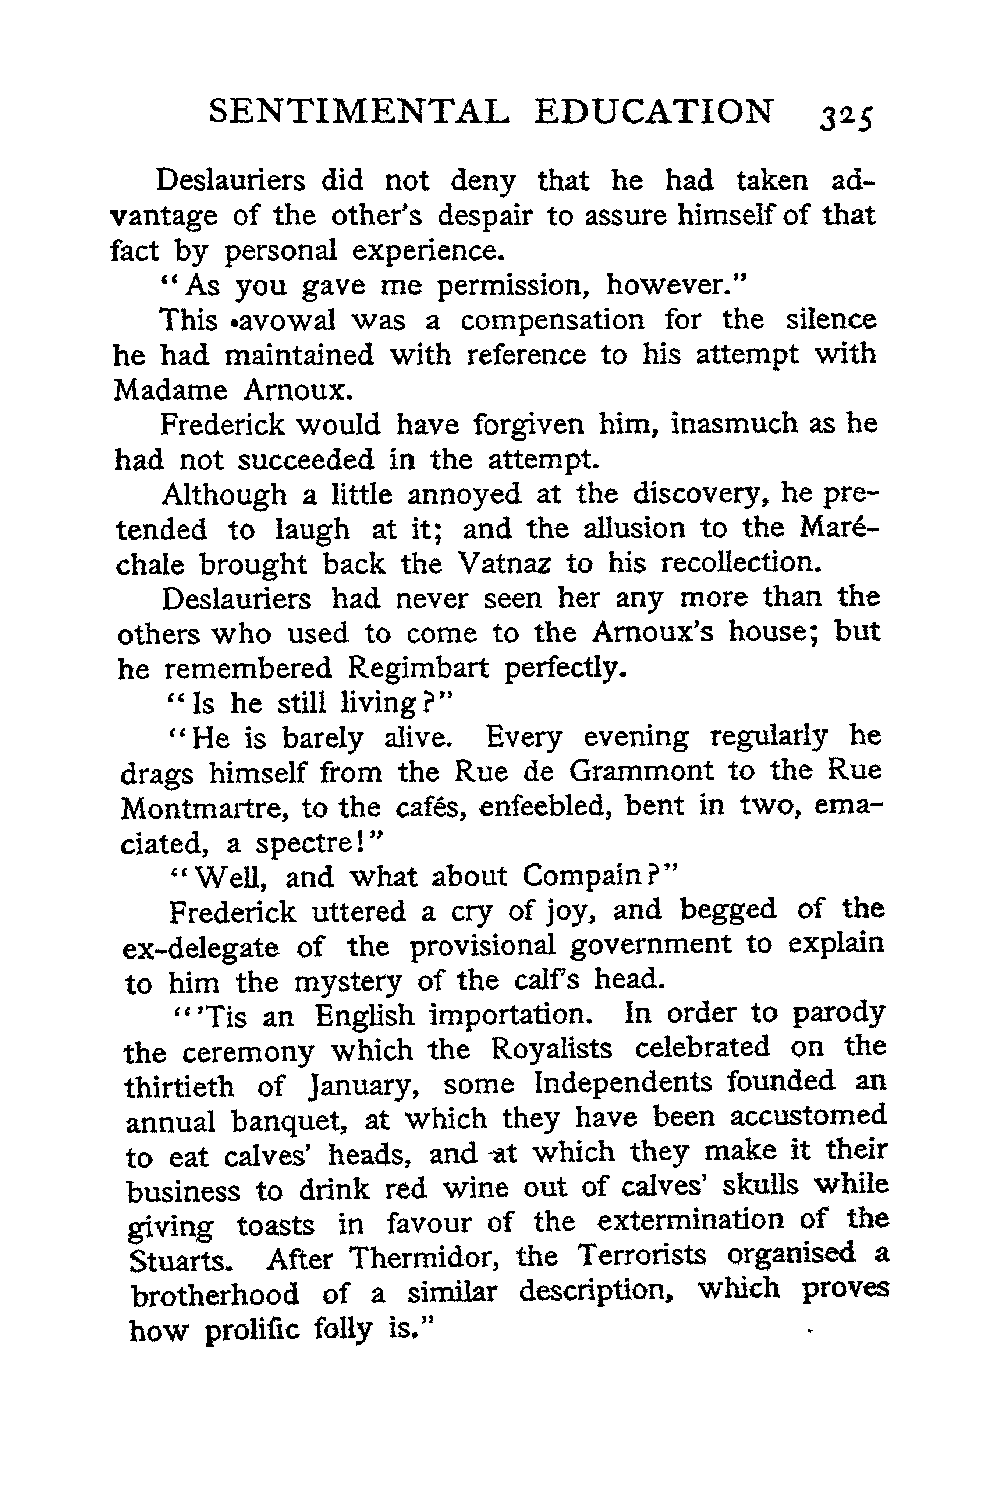 SENTIMENTAL EDUCATION 325
Deslauriers did not deny that he had taken ad-
vantage of the other's despair to assure himself of that
fact by personal experience.
"As you gave me permission, however."
This avowal was a compensation for the silence
he had maintained with reference to his attempt with
Madame Arnoux.
Frederick would have forgiven him, inasmuch as he
had not succeeded in the attempt.
Although a little annoyed at the discovery, he pre-
tended to laugh at it; and the allusion to the Maré-
chale brought back the Vatnaz to his recollection.
Deslauriers had never seen her any more than the
others who used to come to the Arnoux's house; but
he remembered Regimbart perfectly.
"Is he still living?"
"He is barely alive. Every evening regularly he
drags himself from the Rue de Grammont to the Rue
Montmartre, to the cafés, enfeebled, bent in two, ema-
ciated, a spectre!"
"Well, and what about Compain?"
Frederick uttered a cry of joy, and begged of the
ex-delegate of the provisional government to explain
to him the mystery of the calf's head.
"'Tis an English importation. In order to parody
the ceremony which the Royalists celebrated on the
thirtieth of January, some Independents founded an
annual banquet, at which they have been accustomed
to eat calves' heads, and at which they make it their
business to drink red wine out of calves' skulls while
giving toasts in favour of the extermination of the
Stuarts. After Thermidor, the Terrorists organised a
brotherhood of a similar description, which proves
how prolific folly is."